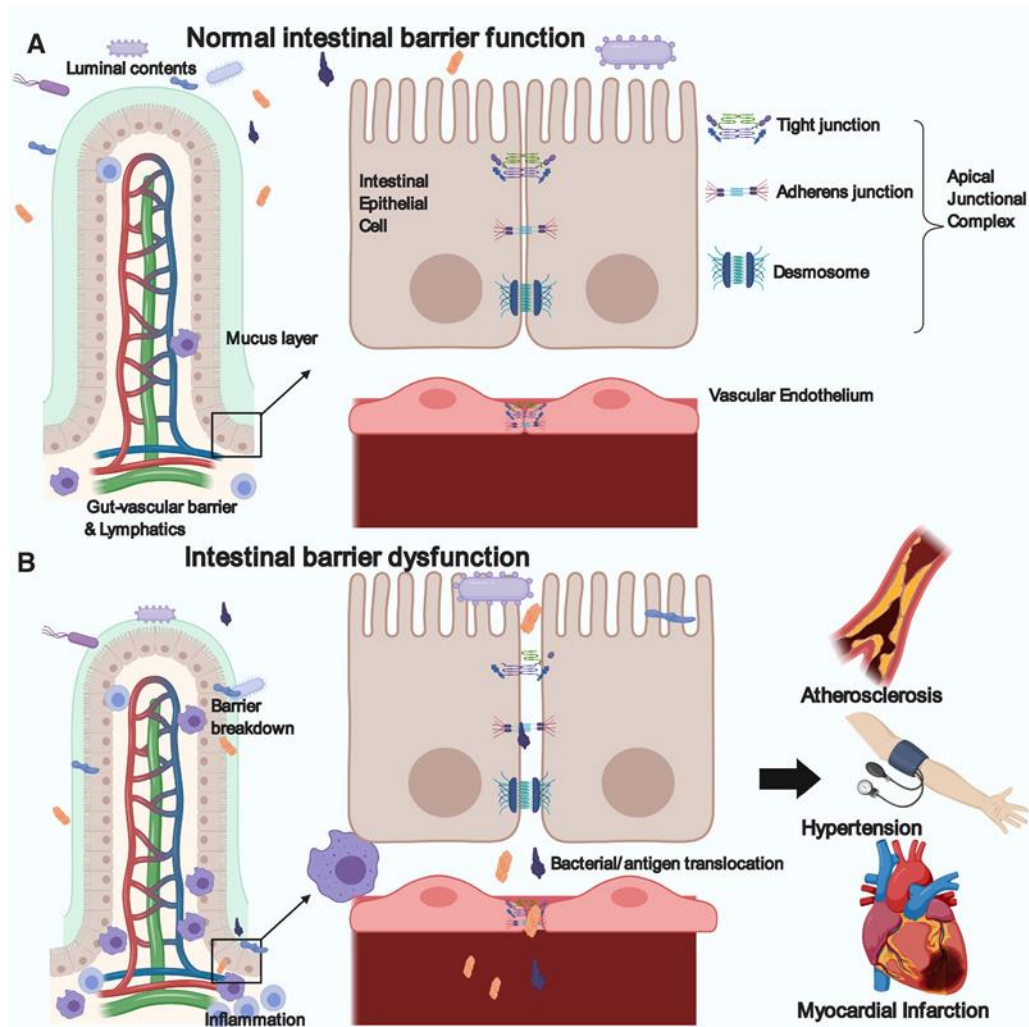 A
Normal intestinal barrier function
Luminal contents
Intestinal
Epithelial
Cell
Tight junction
Adherens junction
Desmosome
Apical
Junctional
Complex
Mucus layer
Vascular Endothelium
Gut-vascular barrier
& Lymphatics
B
Intestinal barrier dysfunction
Barrier
breakdown
Bacterial/ antigen translocation
Inflammation
Atherosclerosis
Hypertension
Myocardial Infarction